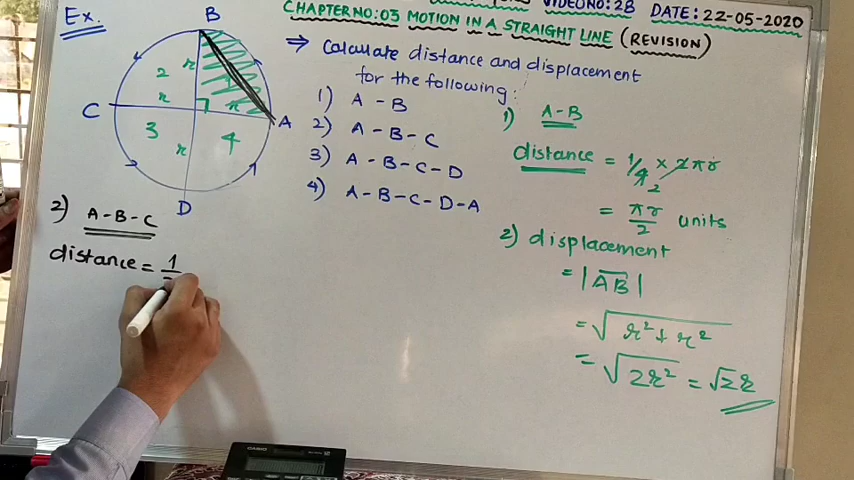 VIDEO NO: 28 DATE: 22-05-2020
CHAPTER NO: 03 MOTION IN A STRAIGHT LINE (REVISION)
Ex.
B
C
A
D
2
r
r
r
r
3
4
⇒ Calculate distance and displacement
for the following:
1) A - B
2) A - B - C
3) A - B - C - D
4) A - B - C - D - A
1) A - B
distance = 1/4 2 × 2πr
= πr/2 units
2) displacement
= |AB|
= √r² + r²
= √2r² = √2r
2) A - B - C
distance = 1
CASIO